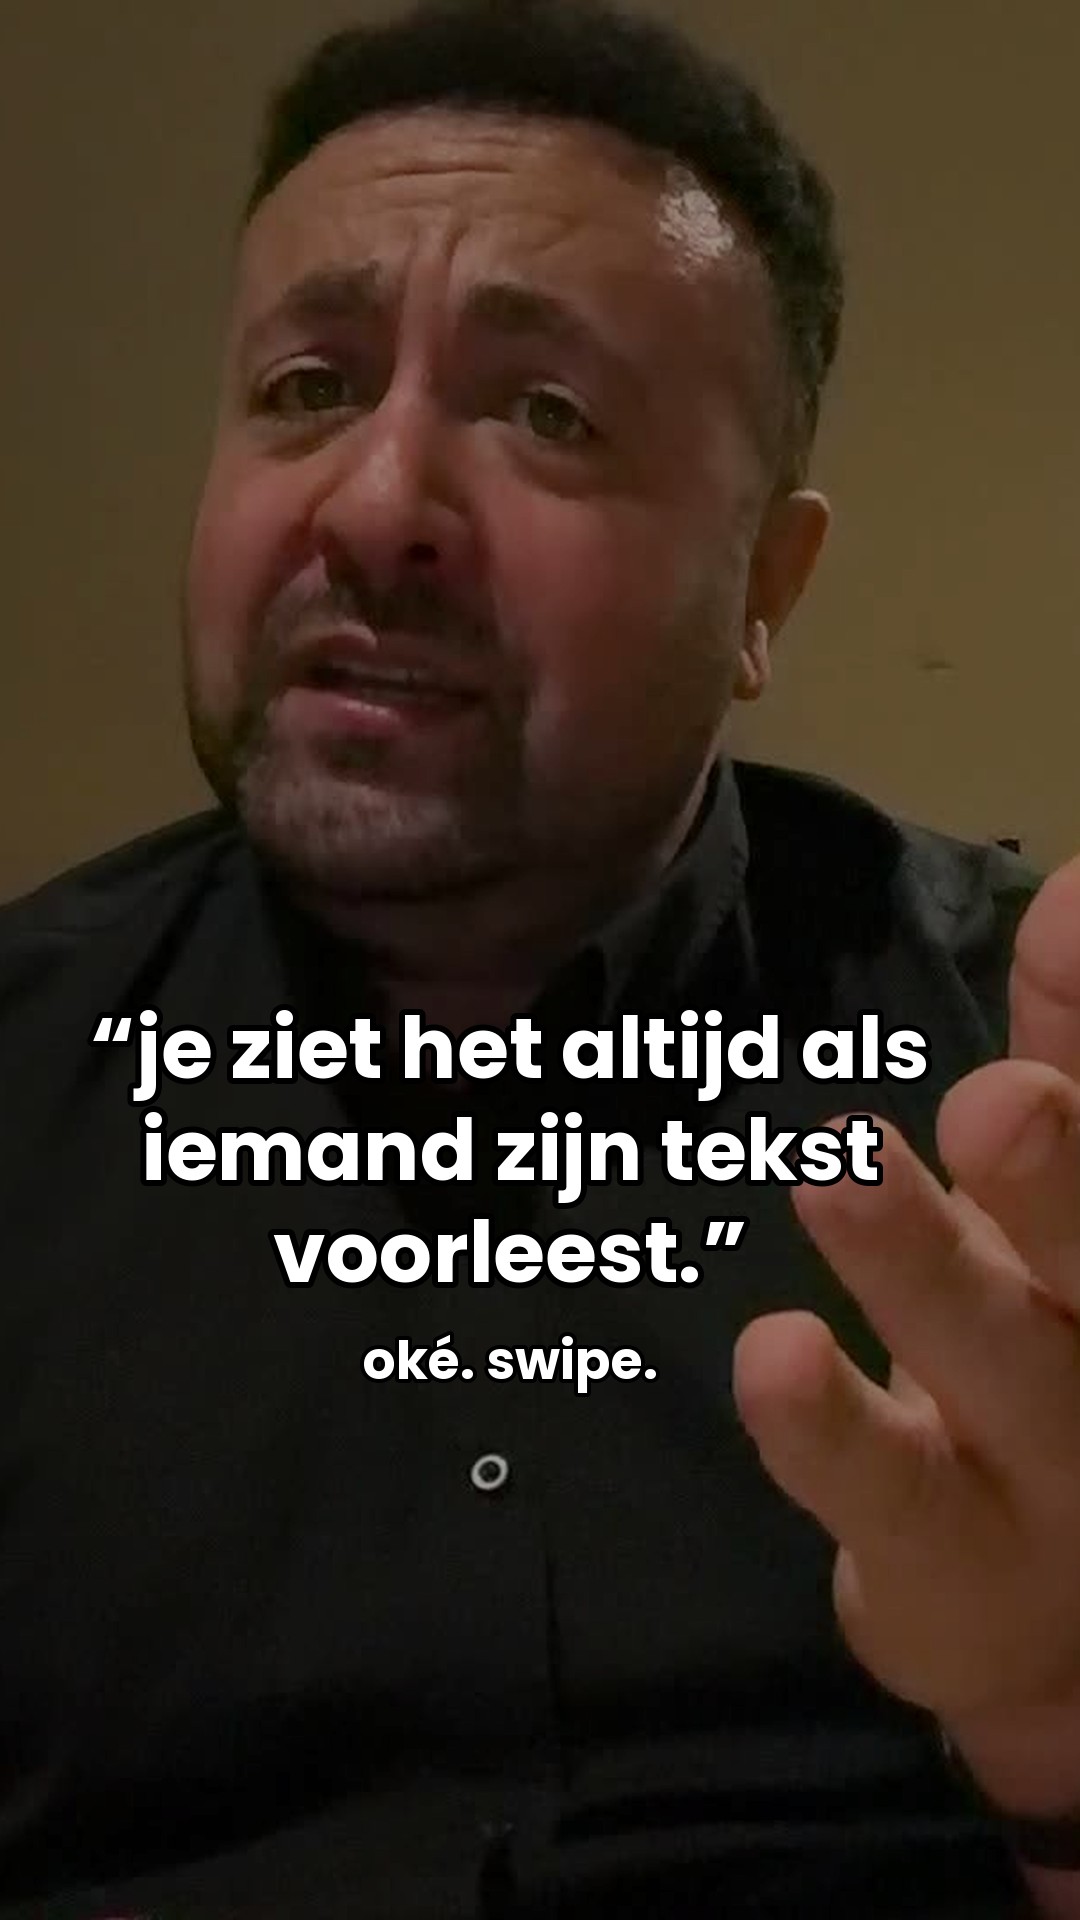 “je ziet het altijd als
iemand zijn tekst
voorleest.”
oké. swipe.